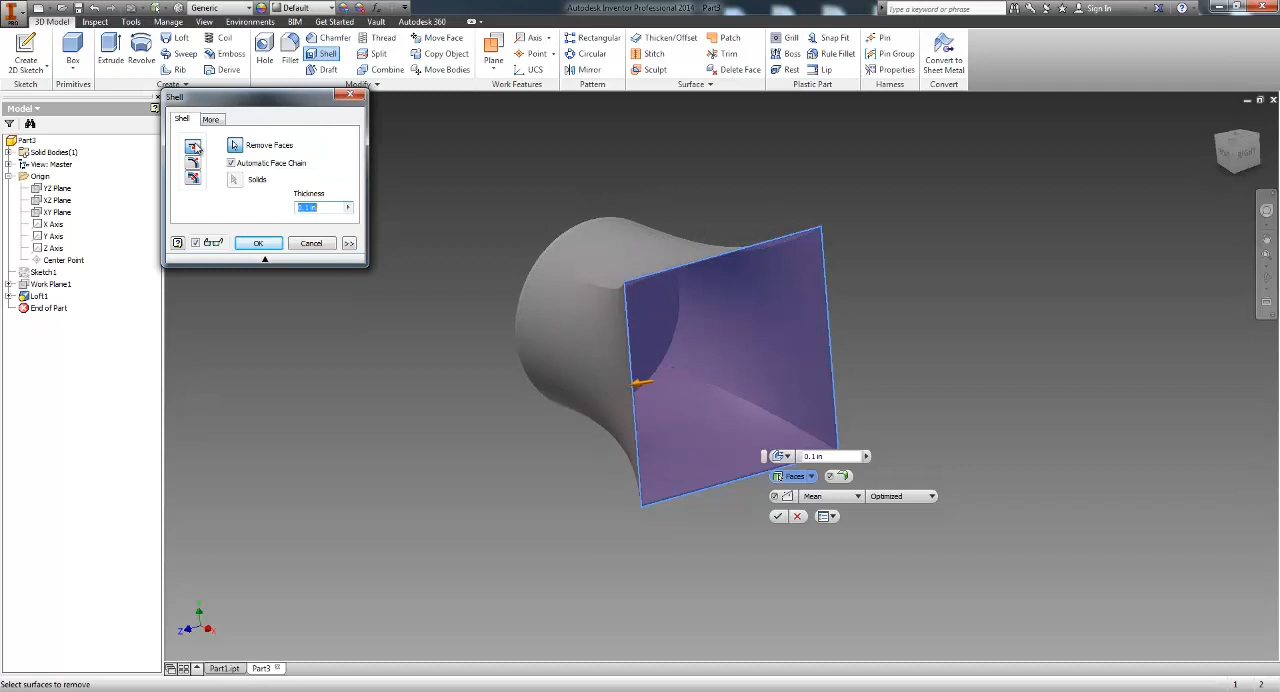 PRO
Generic
Default
Autodesk Inventor Professional 2014 Part3
Type a keyword or phrase
Sign In
3D Model Inspect Tools Manage View Environments BIM Get Started Vault Autodesk 360
Create
2D Sketch
Box
Extrude
Revolve
Loft
Sweep
Rib
Coil
Emboss
Derive
Hole
Fillet
Chamfer
Shell
Draft
Thread
Split
Combine
Move Face
Copy Object
Move Bodies
Plane
Axis
Point
UCS
Rectangular
Circular
Mirror
Thicken/Offset
Stitch
Sculpt
Patch
Trim
Delete Face
Grill
Boss
Rest
Snap Fit
Rule Fillet
Lip
Pin
Pin Group
Properties
Convert to
Sheet Metal
Sketch Primitives Create Modify Work Features Pattern Surface Plastic Part Harness Convert
Model
Part3
Solid Bodies(1)
View: Master
Origin
YZ Plane
XZ Plane
XY Plane
X Axis
Y Axis
Z Axis
Center Point
Sketch1
Work Plane1
Loft1
End of Part
Shell
Shell More
Remove Faces
Automatic Face Chain
Solids
Thickness
0.1 in
OK Cancel >>
RIGHT
0.1 in
Faces
Mean Optimized
Y
Z X
Part1.ipt Part3
Select surfaces to remove 1 2